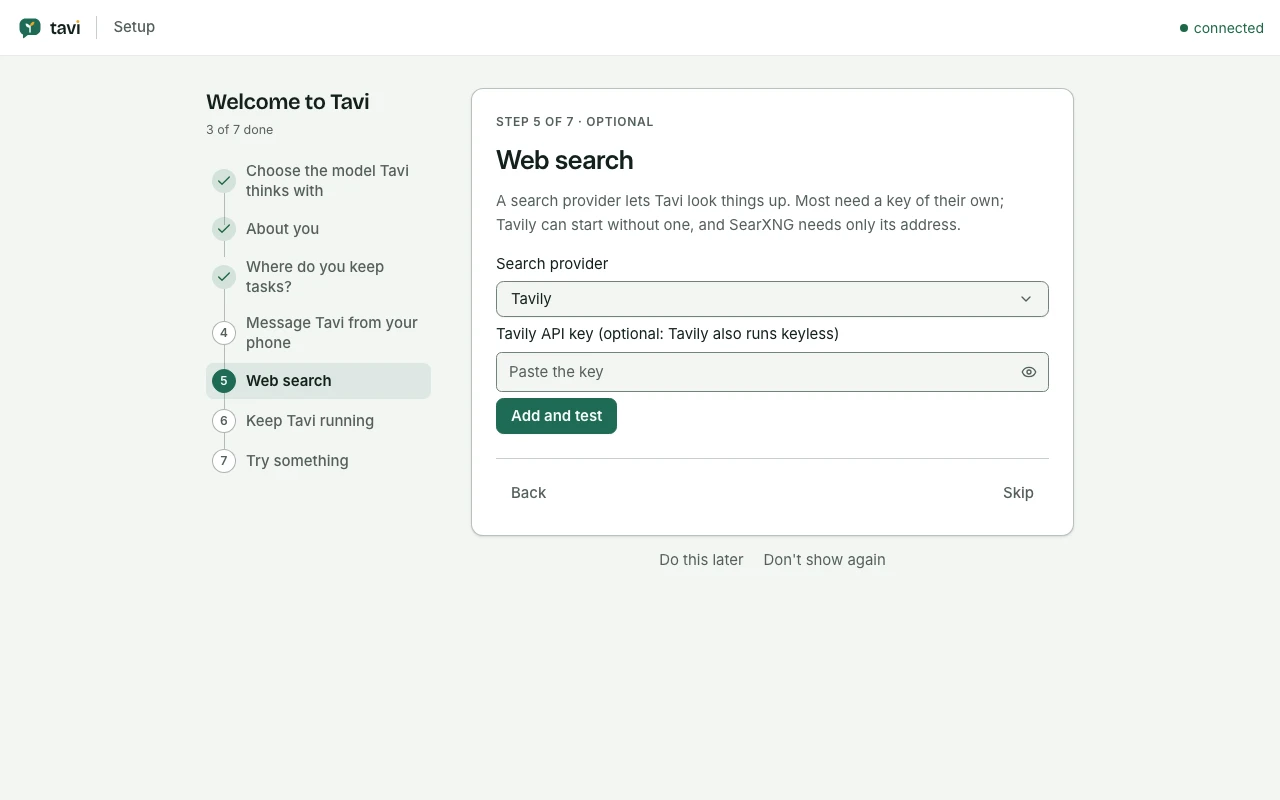 tavi
Setup
connected
Welcome to Tavi
3 of 7 done
Choose the model Tavi
thinks with
About you
Where do you keep
tasks?
4
Message Tavi from your
phone
5
Web search
6
Keep Tavi running
7
Try something
STEP 5 OF 7 · OPTIONAL
Web search
A search provider lets Tavi look things up. Most need a key of their own;
Tavily can start without one, and SearXNG needs only its address.
Search provider
Tavily
Tavily API key (optional: Tavily also runs keyless)
Paste the key
Add and test
Back
Skip
Do this later
Don't show again